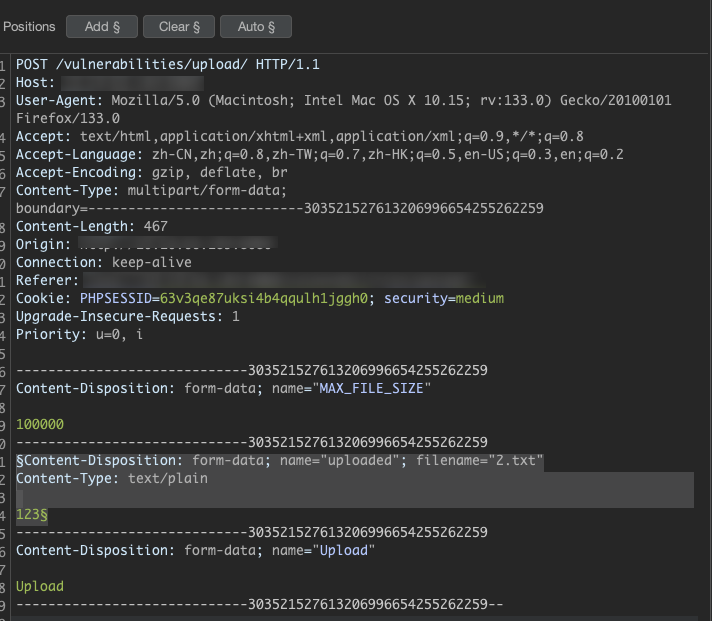 Positions Add § Clear § Auto §
1 POST /vulnerabilities/upload/ HTTP/1.1
2 Host:
3 User-Agent: Mozilla/5.0 (Macintosh; Intel Mac OS X 10.15; rv:133.0) Gecko/20100101
Firefox/133.0
4 Accept: text/html,application/xhtml+xml,application/xml;q=0.9,*/*;q=0.8
5 Accept-Language: zh-CN,zh;q=0.8,zh-TW;q=0.7,zh-HK;q=0.5,en-US;q=0.3,en;q=0.2
6 Accept-Encoding: gzip, deflate, br
7 Content-Type: multipart/form-data;
boundary=---------------------------303521527613206996654255262259
8 Content-Length: 467
9 Origin:
0 Connection: keep-alive
1 Referer:
2 Cookie: PHPSESSID=63v3qe87uksi4b4qqulh1jggh0; security=medium
3 Upgrade-Insecure-Requests: 1
4 Priority: u=0, i
5
6 -----------------------------303521527613206996654255262259
7 Content-Disposition: form-data; name="MAX_FILE_SIZE"
8
9 100000
0 -----------------------------303521527613206996654255262259
1 §Content-Disposition: form-data; name="uploaded"; filename="2.txt"
2 Content-Type: text/plain
3
4 123§
5 -----------------------------303521527613206996654255262259
6 Content-Disposition: form-data; name="Upload"
7
8 Upload
9 -----------------------------303521527613206996654255262259--